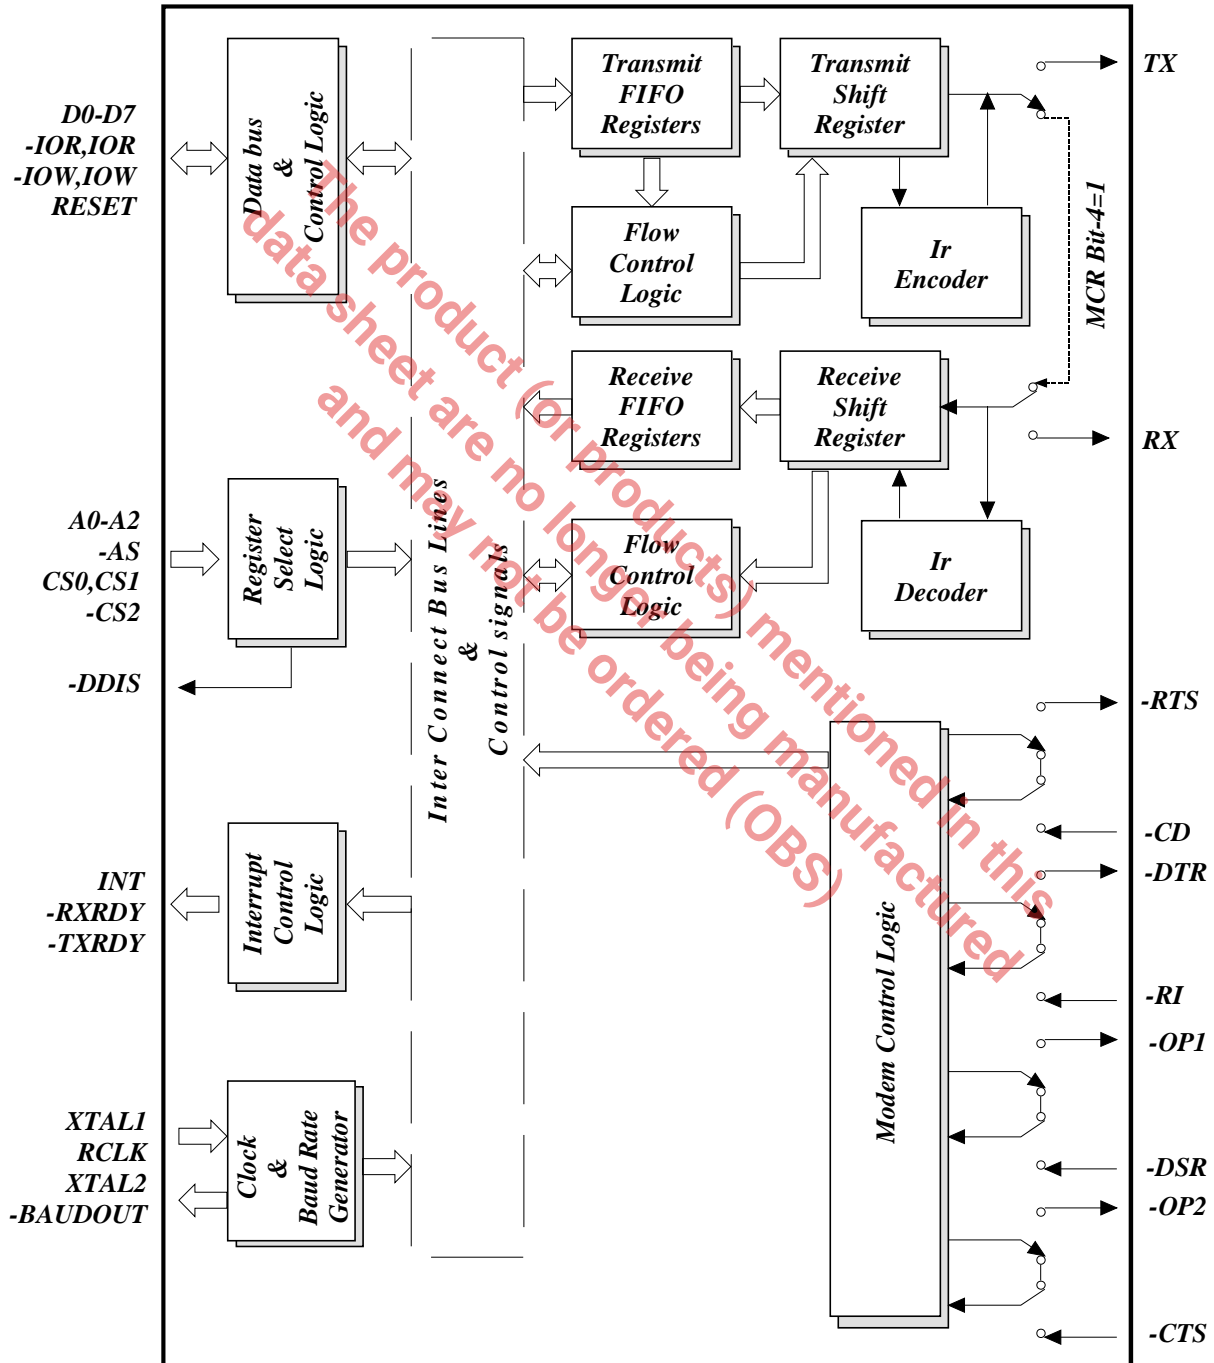 D0-D7
-IOR,IOR
-IOW,IOW
RESET
Data bus
&
Control Logic
A0-A2
-AS
CS0,CS1
-CS2
-DDIS
Register
Select
Logic
INT
-RXRDY
-TXRDY
Interrupt
Control
Logic
XTAL1
RCLK
XTAL2
-BAUDOUT
Clock
&
Baud Rate
Generator
Inter Connect Bus Lines
&
Control signals
Transmit
FIFO
Registers
Transmit
Shift
Register
Flow
Control
Logic
Ir
Encoder
Receive
FIFO
Registers
Receive
Shift
Register
Flow
Control
Logic
Ir
Decoder
Modem Control Logic
TX
MCR Bit-4=1
RX
-RTS
-CD
-DTR
-RI
-OP1
-DSR
-OP2
-CTS
The product (or products) mentioned in this
data sheet are no longer being manufactured
and may not be ordered (OBS)